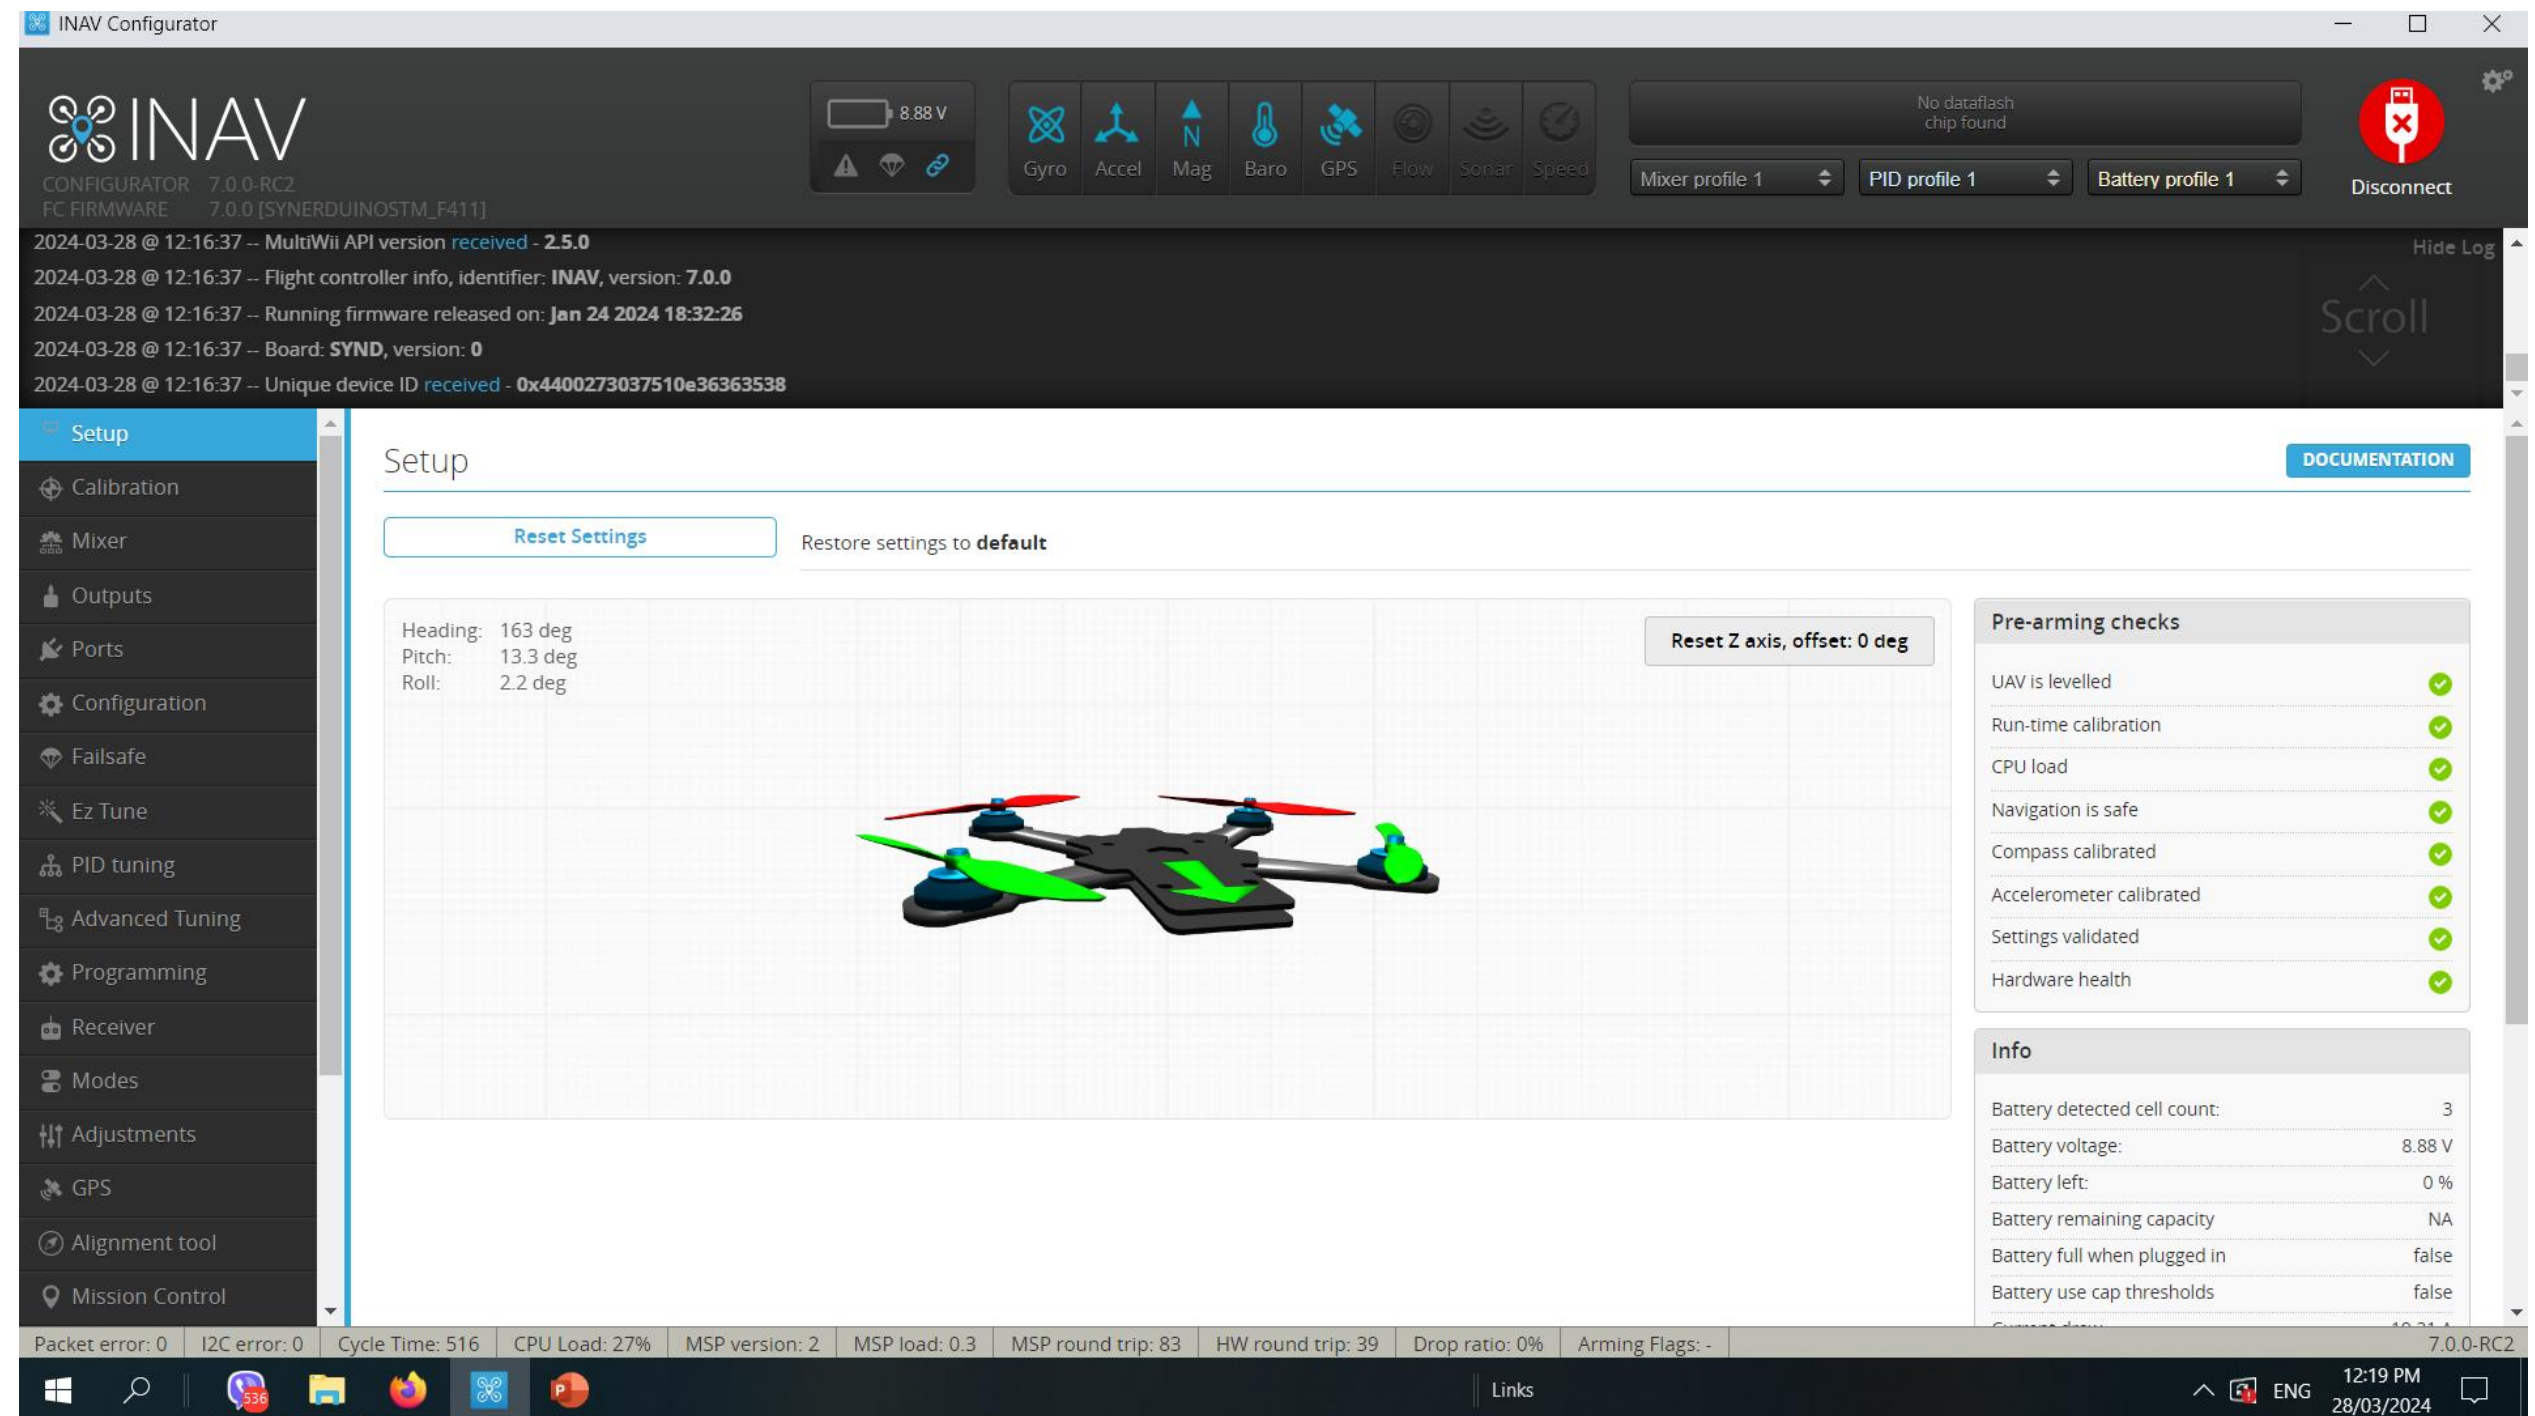 INAV Configurator
INAV
CONFIGURATOR 7.0.0-RC2
FC FIRMWARE 7.0.0 [SYNERDUINOSTM_F411]
8.88 V
Gyro Accel Mag Baro GPS Flow Sonar Speed
No dataflash
chip found
Mixer profile 1 PID profile 1 Battery profile 1
Disconnect
2024-03-28 @ 12:16:37 -- MultiWii API version received - 2.5.0
2024-03-28 @ 12:16:37 -- Flight controller info, identifier: INAV, version: 7.0.0
2024-03-28 @ 12:16:37 -- Running firmware released on: Jan 24 2024 18:32:26
2024-03-28 @ 12:16:37 -- Board: SYND, version: 0
2024-03-28 @ 12:16:37 -- Unique device ID received - 0x4400273037510e36363538
Hide Log
Scroll
Setup
Calibration
Mixer
Outputs
Ports
Configuration
Failsafe
Ez Tune
PID tuning
Advanced Tuning
Programming
Receiver
Modes
Adjustments
GPS
Alignment tool
Mission Control
Setup
DOCUMENTATION
Reset Settings
Restore settings to default
Heading: 163 deg
Pitch: 13.3 deg
Roll: 2.2 deg
Reset Z axis, offset: 0 deg
Pre-arming checks
UAV is levelled
Run-time calibration
CPU load
Navigation is safe
Compass calibrated
Accelerometer calibrated
Settings validated
Hardware health
Info
Battery detected cell count: 3
Battery voltage: 8.88 V
Battery left: 0 %
Battery remaining capacity NA
Battery full when plugged in false
Battery use cap thresholds false
Packet error: 0 I2C error: 0 Cycle Time: 516 CPU Load: 27% MSP version: 2 MSP load: 0.3 MSP round trip: 83 HW round trip: 39 Drop ratio: 0% Arming Flags: - 7.0.0-RC2
536
Links
ENG
12:19 PM
28/03/2024